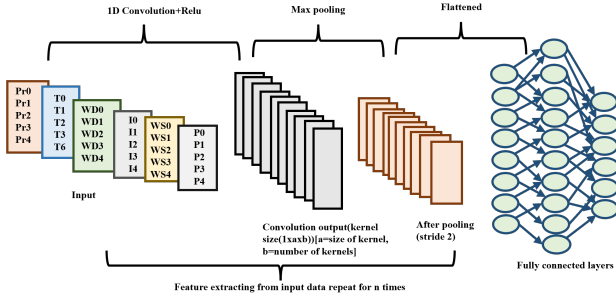 1D Convolution+Relu
Max pooling
Flattened
Pr0
Pr1
Pr2
Pr3
Pr4
T0
T1
T2
T3
T6
WD0
WD1
WD2
WD3
WD4
I0
I1
I2
I3
I4
WS0
WS1
WS2
WS3
WS4
P0
P1
P2
P3
P4
Input
Convolution output(kernel
size(1xaxb))[a=size of kernel,
b=number of kernels]
After pooling
(stride 2)
Fully connected layers
Feature extracting from input data repeat for n times